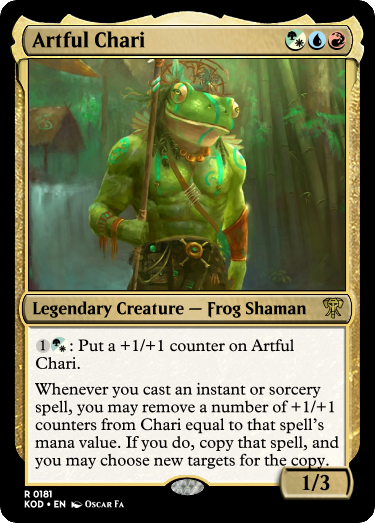 Artful Chari
Legendary Creature — Frog Shaman
1: Put a +1/+1 counter on Artful
Chari.
Whenever you cast an instant or sorcery
spell, you may remove a number of +1/+1
counters from Chari equal to that spell's
mana value. If you do, copy that spell, and
you may choose new targets for the copy.
1/3
R 0181
KOD • EN Oscar Fa